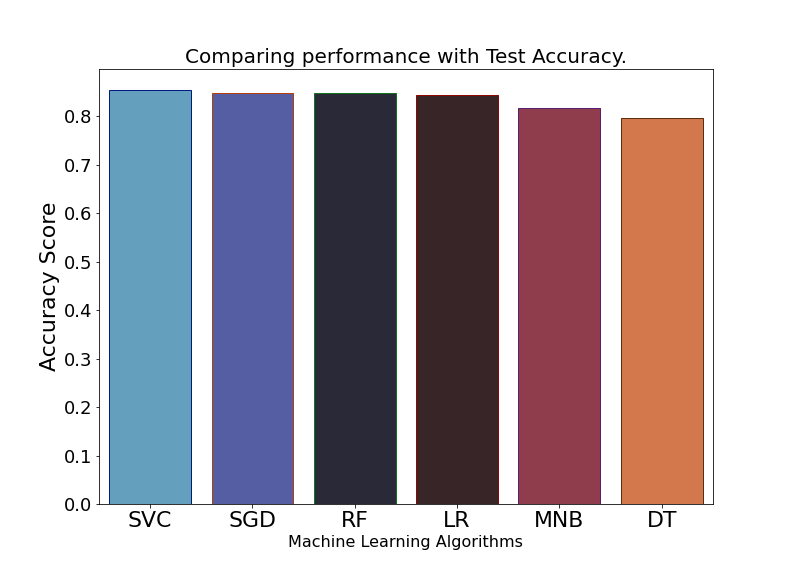 Comparing performance with Test Accuracy.
Accuracy Score
0.8
0.7
0.6
0.5
0.4
0.3
0.2
0.1
0.0
SVC SGD RF LR MNB DT
Machine Learning Algorithms